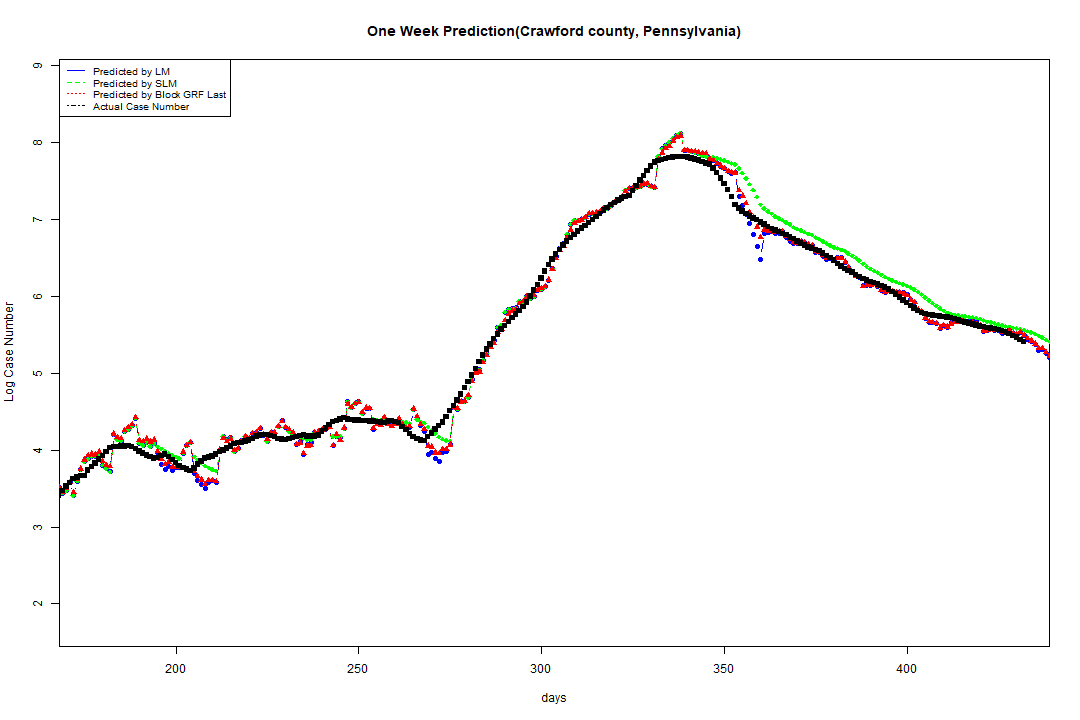 One Week Prediction(Crawford county, Pennsylvania)
Predicted by LM
Predicted by SLM
Predicted by Block GRF Last
Actual Case Number
Log Case Number
9
8
7
6
5
4
3
2
200
250
300
350
400
days